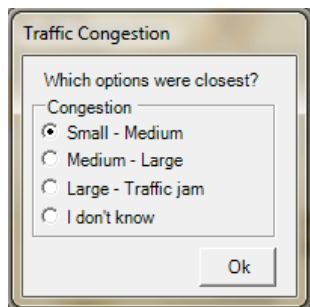 Traffic Congestion
Which options were closest?
Congestion
Small - Medium
Medium - Large
Large - Traffic jam
I don't know
Ok